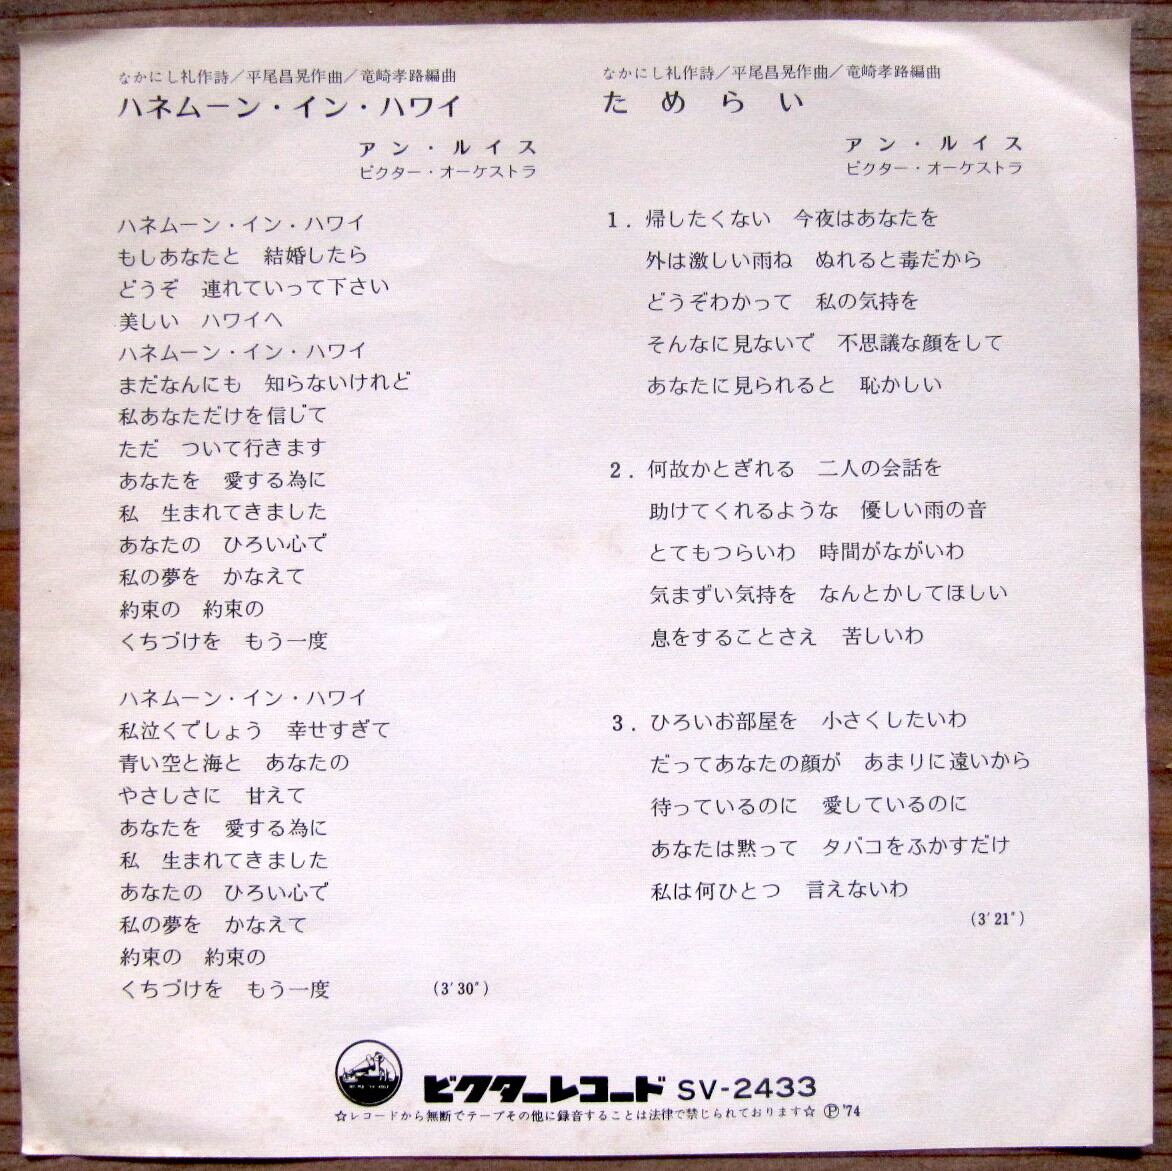 なかにし礼作詩／平尾昌晃作曲／竜崎孝路編曲
ハネムーン・イン・ハワイ
アン・ルイス
ビクター・オーケストラ
ハネムーン・イン・ハワイ
もしあなたと　結婚したら
どうぞ　連れていって下さい
美しい　ハワイへ
ハネムーン・イン・ハワイ
まだなんにも　知らないけれど
私あなただけを信じて
ただ　ついて行きます
あなたを　愛する為に
私　生まれてきました
あなたの　ひろい心で
私の夢を　かなえて
約束の　約束の
くちづけを　もう一度
ハネムーン・イン・ハワイ
私泣くでしょう　幸せすぎて
青い空と海と　あなたの
やさしさに　甘えて
あなたを　愛する為に
私　生まれてきました
あなたの　ひろい心で
私の夢を　かなえて
約束の　約束の
くちづけを　もう一度　(3′30″)
なかにし礼作詩／平尾昌晃作曲／竜崎孝路編曲
ためらい
アン・ルイス
ビクター・オーケストラ
1．帰したくない　今夜はあなたを
外は激しい雨ね　ぬれると毒だから
どうぞわかって　私の気持を
そんなに見ないで　不思議な顔をして
あなたに見られると　恥かしい
2．何故かとぎれる　二人の会話を
助けてくれるような　優しい雨の音
とてもつらいわ　時間がながいわ
気まずい気持を　なんとかしてほしい
息をすることさえ　苦しいわ
3．ひろいお部屋を　小さくしたいわ
だってあなたの顔が　あまりに遠いから
待っているのに　愛しているのに
あなたは黙って　タバコをふかすだけ
私は何ひとつ　言えないわ
(3′21″)
ビクターレコード SV-2433
☆レコードから無断でテープその他に録音することは法律で禁じられております☆ Ⓟ'74